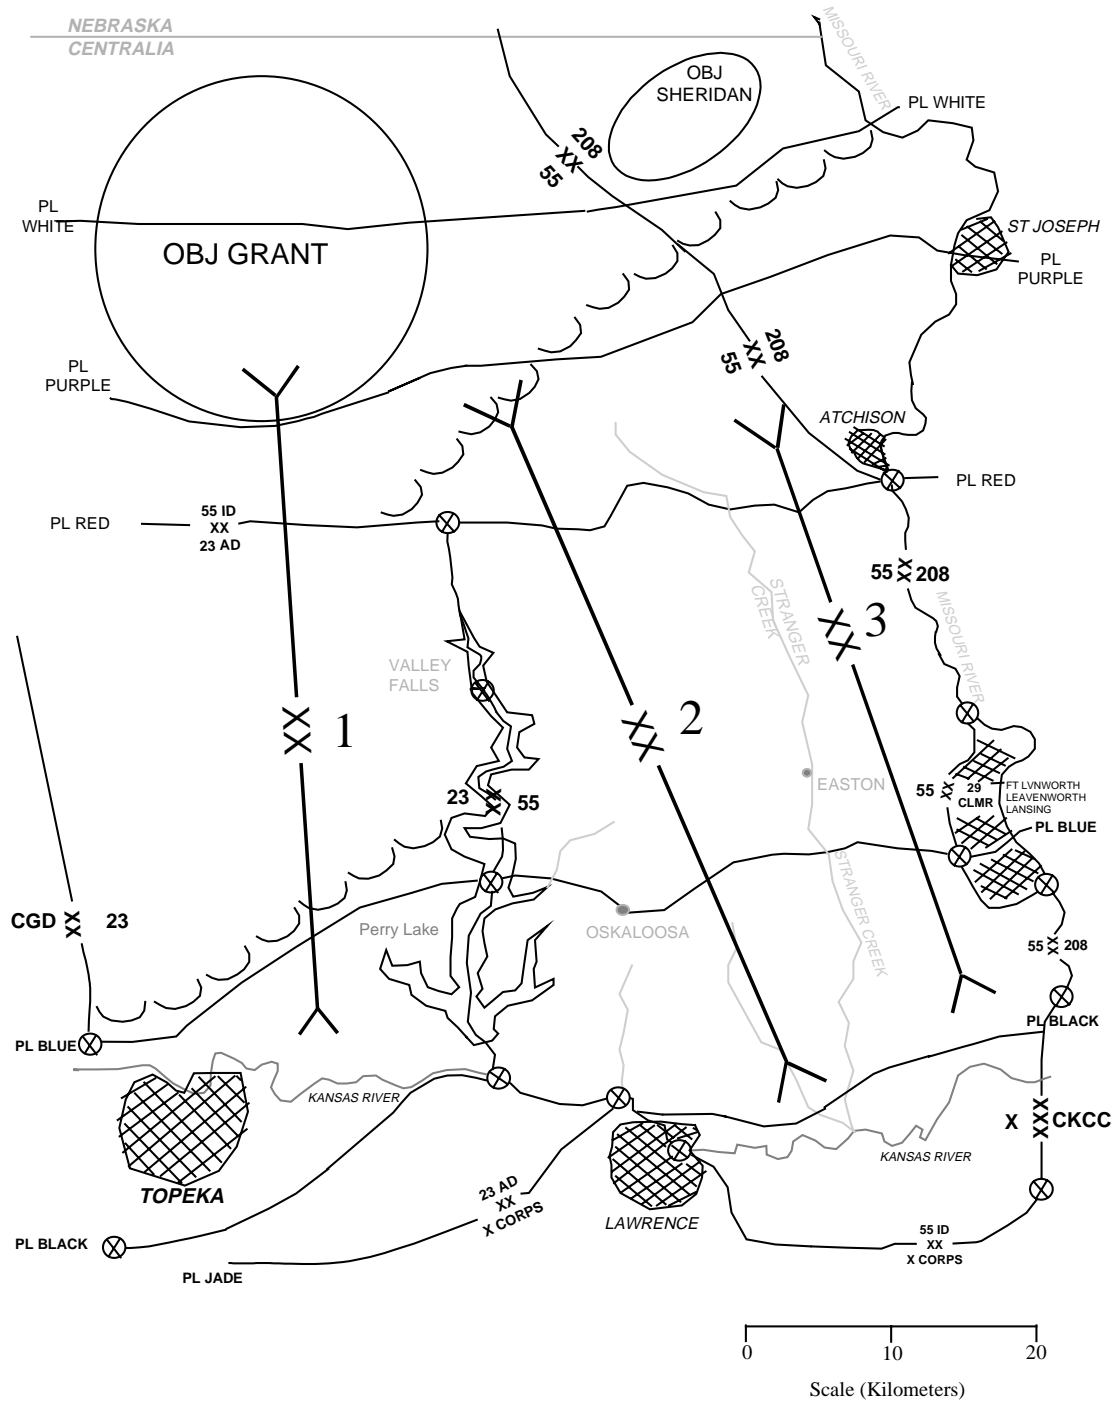 NEBRASKA
CENTRALIA
MISSOURI RIVER
OBJ
SHERIDAN
PL WHITE
208
XX
55
PL
WHITE
OBJ GRANT
ST JOSEPH
PL
PURPLE
208
XX
55
PL
PURPLE
ATCHISON
PL RED
PL RED
55 ID
XX
23 AD
55 XX 208
STRANGER
CREEK
XX 3
MISSOURI RIVER
VALLEY
FALLS
XX 1
XX 2
EASTON
23 XX 55
55 XX
29
CLMR
FT LVNWORTH
LEAVENWORTH
LANSING
PL BLUE
STRANGER CREEK
CGD XX 23
Perry Lake
OSKALOOSA
55 XX 208
PL BLACK
PL BLUE
KANSAS RIVER
X XXX CKCC
KANSAS RIVER
TOPEKA
23 AD
XX
X CORPS
LAWRENCE
55 ID
XX
X CORPS
PL BLACK
PL JADE
0 10 20
Scale (Kilometers)